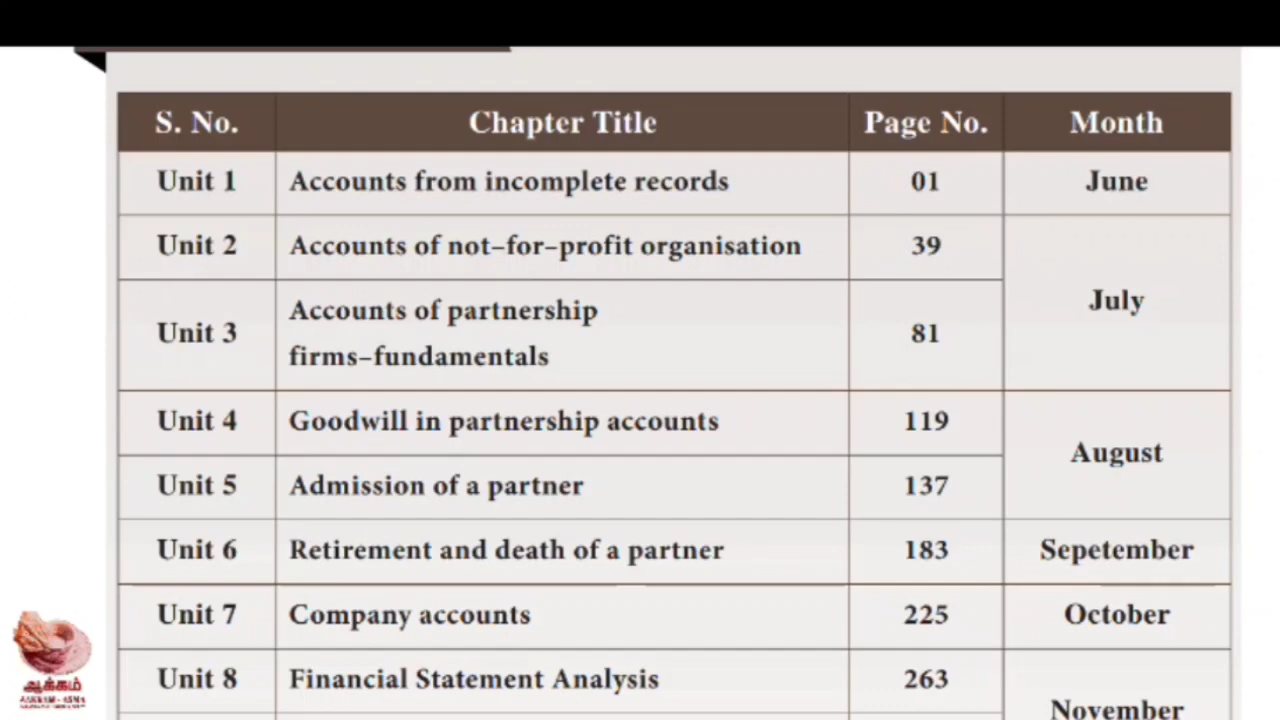 S. No. Chapter Title Page No. Month
Unit 1 Accounts from incomplete records 01 June
Unit 2 Accounts of not–for–profit organisation 39
July
Unit 3 Accounts of partnership
firms–fundamentals 81
Unit 4 Goodwill in partnership accounts 119
August
Unit 5 Admission of a partner 137
Unit 6 Retirement and death of a partner 183 Sepetember
Unit 7 Company accounts 225 October
Unit 8 Financial Statement Analysis 263
November
ஆக்கம்